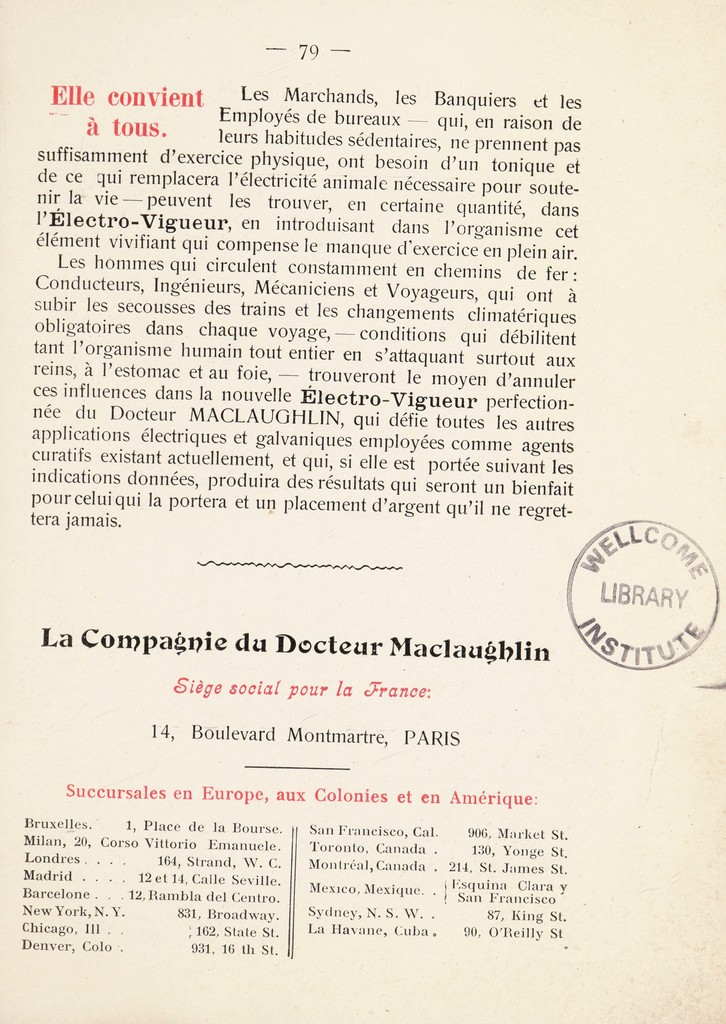 — 79 —
Elle convient
à tous.
Les Marchands, les Banquiers et les
Employés de bureaux — qui, en raison de
leurs habitudes sédentaires, ne prennent pas
suffisamment d'exercice physique, ont besoin d'un tonique et
de ce qui remplacera l'électricité animale nécessaire pour soute-
nir la vie — peuvent les trouver, en certaine quantité, dans
l'Électro-Vigueur, en introduisant dans l'organisme cet
élément vivifiant qui compense le manque d'exercice en plein air.
Les hommes qui circulent constamment en chemins de fer :
Conducteurs, Ingénieurs, Mécaniciens et Voyageurs, qui ont à
subir les secousses des trains et les changements climatériques
obligatoires dans chaque voyage, — conditions qui débilitent
tant l'organisme humain tout entier en s'attaquant surtout aux
reins, à l'estomac et au foie, — trouveront le moyen d'annuler
ces influences dans la nouvelle Électro-Vigueur perfection-
née du Docteur MACLAUGHLIN, qui défie toutes les autres
applications électriques et galvaniques employées comme agents
curatifs existant actuellement, et qui, si elle est portée suivant les
indications données, produira des résultats qui seront un bienfait
pour celui qui la portera et un placement d'argent qu'il ne regret-
tera jamais.
WELLCOME
LIBRARY
INSTITUTE
La Compagnie du Docteur Maclaughlin
Siège social pour la France:
14, Boulevard Montmartre, PARIS
Succursales en Europe, aux Colonies et en Amérique:
Bruxelles. 1, Place de la Bourse.
Milan, 20, Corso Vittorio Emanuele.
Londres . . . . 164, Strand, W. C.
Madrid . . . . 12 et 14, Calle Seville.
Barcelone . . . 12, Rambla del Centro.
New York, N. Y. 831, Broadway.
Chicago, Ill . . 162, State St.
Denver, Colo . 931, 16 th St.
San Francisco, Cal. 906, Market St.
Toronto, Canada . 130, Yonge St.
Montréal, Canada . 214, St. James St.
Mexico, Mexique. . { Esquina Clara y
San Francisco
Sydney, N. S. W. . 87, King St.
La Havane, Cuba. 90, O'Reilly St